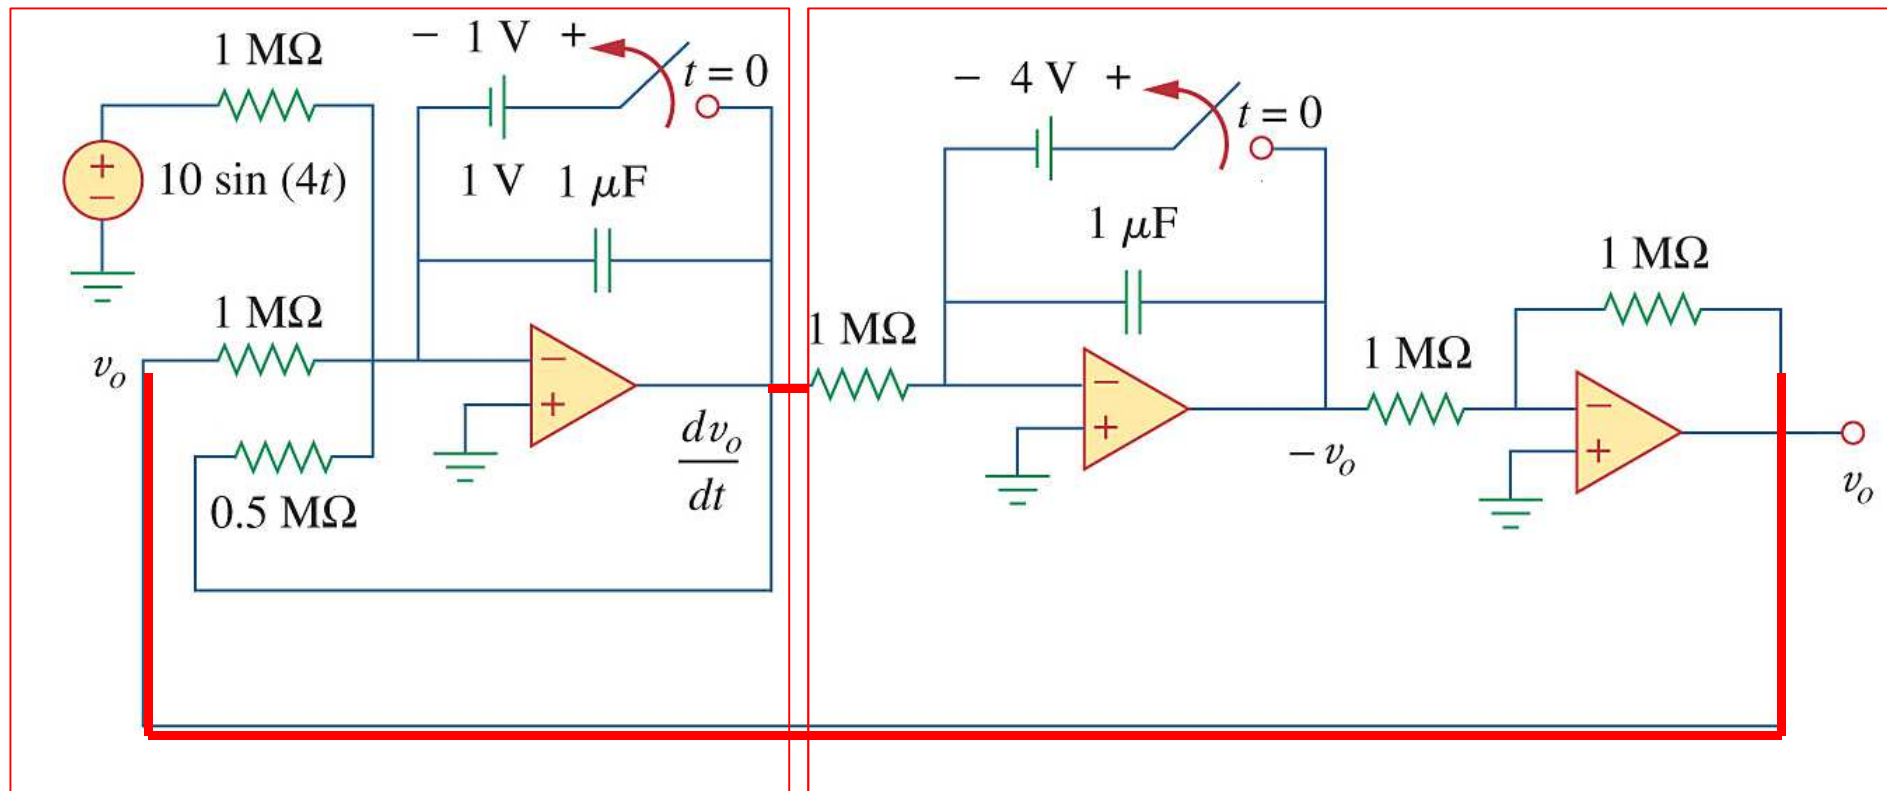 − 1 V +
1 MΩ
t = 0
− 4 V +
t = 0
+
−
10 sin (4t)
1 V 1 μF
1 μF
1 MΩ
1 MΩ
1 MΩ
1 MΩ
v_o
−
+
−
+
−
+
dv_o
dt
− v_o
v_o
0.5 MΩ